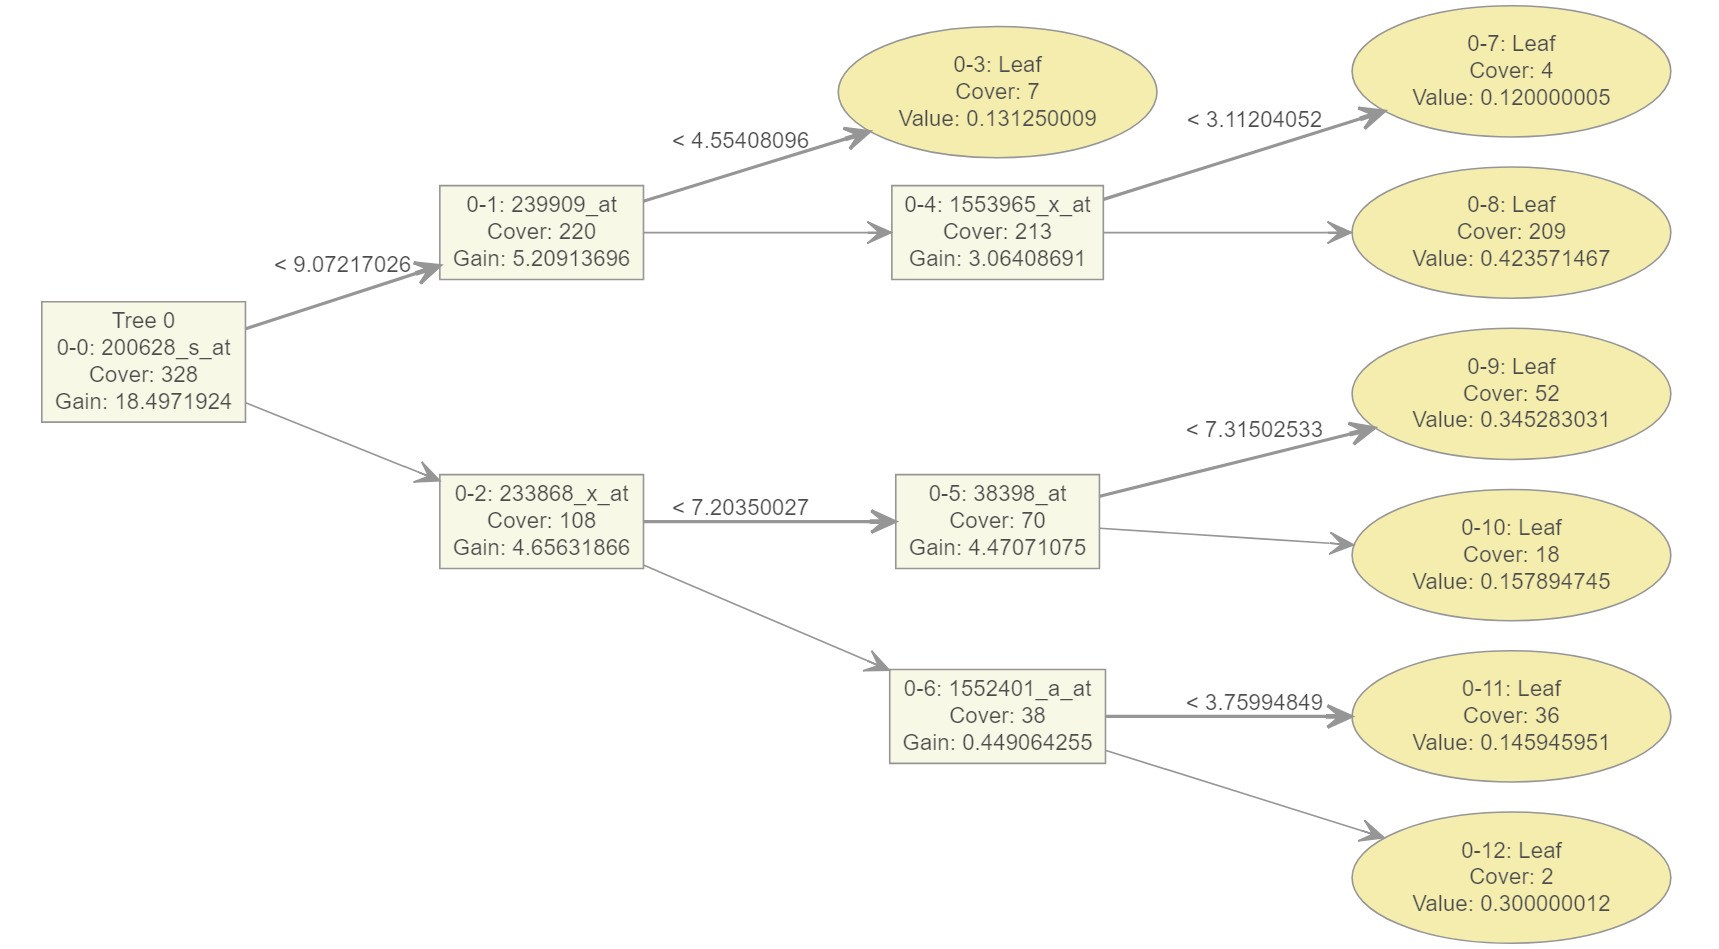 Tree 0
0-0: 200628_s_at
Cover: 328
Gain: 18.4971924
< 9.07217026
0-1: 239909_at
Cover: 220
Gain: 5.20913696
0-2: 233868_x_at
Cover: 108
Gain: 4.65631866
< 4.55408096
< 7.20350027
0-3: Leaf
Cover: 7
Value: 0.131250009
0-4: 1553965_x_at
Cover: 213
Gain: 3.06408691
0-5: 38398_at
Cover: 70
Gain: 4.47071075
0-6: 1552401_a_at
Cover: 38
Gain: 0.449064255
< 3.11204052
< 7.31502533
< 3.75994849
0-7: Leaf
Cover: 4
Value: 0.120000005
0-8: Leaf
Cover: 209
Value: 0.423571467
0-9: Leaf
Cover: 52
Value: 0.345283031
0-10: Leaf
Cover: 18
Value: 0.157894745
0-11: Leaf
Cover: 36
Value: 0.145945951
0-12: Leaf
Cover: 2
Value: 0.300000012